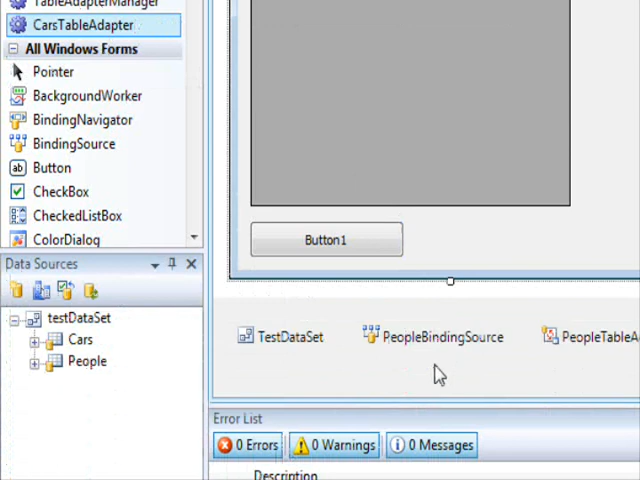 TableAdapterManager
CarsTableAdapter
All Windows Forms
Pointer
BackgroundWorker
BindingNavigator
BindingSource
Button
CheckBox
CheckedListBox
ColorDialog
Button1
Data Sources
testDataSet
Cars
People
TestDataSet
PeopleBindingSource
PeopleTableA
Error List
0 Errors
0 Warnings
0 Messages
Description